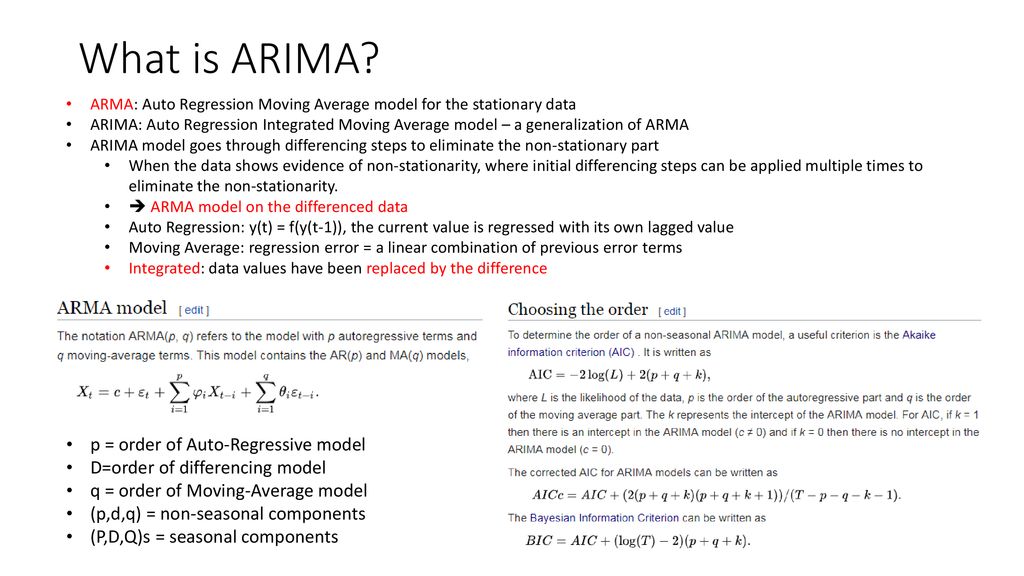 What is ARIMA?
• ARMA: Auto Regression Moving Average model for the stationary data
• ARIMA: Auto Regression Integrated Moving Average model – a generalization of ARMA
• ARIMA model goes through differencing steps to eliminate the non-stationary part
• When the data shows evidence of non-stationarity, where initial differencing steps can be applied multiple times to
eliminate the non-stationarity.
• ➔ ARMA model on the differenced data
• Auto Regression: y(t) = f(y(t-1)), the current value is regressed with its own lagged value
• Moving Average: regression error = a linear combination of previous error terms
• Integrated: data values have been replaced by the difference
ARMA model [ edit ]
The notation ARMA(p, q) refers to the model with p autoregressive terms and
q moving-average terms. This model contains the AR(p) and MA(q) models,
X_t = c + ε_t + ∑_{i=1}^{p} φ_i X_{t−i} + ∑_{i=1}^{q} θ_i ε_{t−i}.
• p = order of Auto-Regressive model
• D=order of differencing model
• q = order of Moving-Average model
• (p,d,q) = non-seasonal components
• (P,D,Q)s = seasonal components
Choosing the order [ edit ]
To determine the order of a non-seasonal ARIMA model, a useful criterion is the Akaike
information criterion (AIC) . It is written as
AIC = −2 log(L) + 2(p + q + k),
where L is the likelihood of the data, p is the order of the autoregressive part and q is the order
of the moving average part. The k represents the intercept of the ARIMA model. For AIC, if k = 1
then there is an intercept in the ARIMA model (c ≠ 0) and if k = 0 then there is no intercept in the
ARIMA model (c = 0).
The corrected AIC for ARIMA models can be written as
AICc = AIC + (2(p + q + k)(p + q + k + 1))/(T − p − q − k − 1).
The Bayesian Information Criterion can be written as
BIC = AIC + (log(T) − 2)(p + q + k).